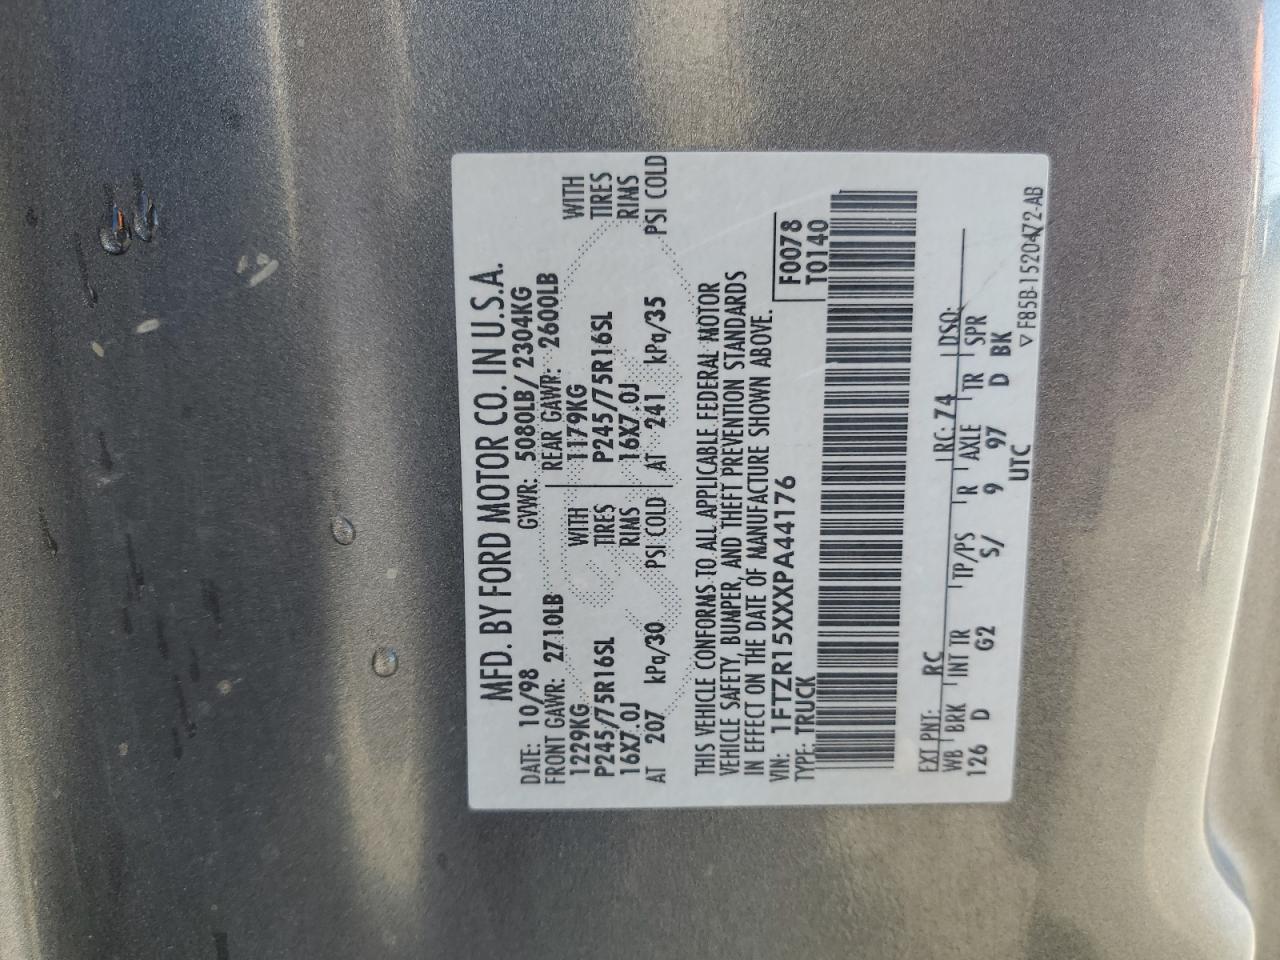 MFD. BY FORD MOTOR CO. IN U.S.A.
DATE: 10/98 GVWR: 5080LB/ 2304KG
FRONT GAWR: 2710LB REAR GAWR: 2600LB
1229KG WITH 1179KG WITH
P245/75R16SL TIRES P245/75R16SL TIRES
16X7.0J RIMS 16X7.0J RIMS
AT 207 kPa/30 PSI COLD AT 241 kPa/35 PSI COLD
THIS VEHICLE CONFORMS TO ALL APPLICABLE FEDERAL MOTOR
VEHICLE SAFETY, BUMPER, AND THEFT PREVENTION STANDARDS
IN EFFECT ON THE DATE OF MANUFACTURE SHOWN ABOVE.
VIN: 1FTZR15XXXPA44176 F0078
TYPE: TRUCK T0140
EXT PNT: RC RC: 74 DSO:
WB BRK INT TR TP/PS R AXLE TR SPR
126 D G2 S/ 9 97 D BK
UTC
▽ F85B-1520472-AB